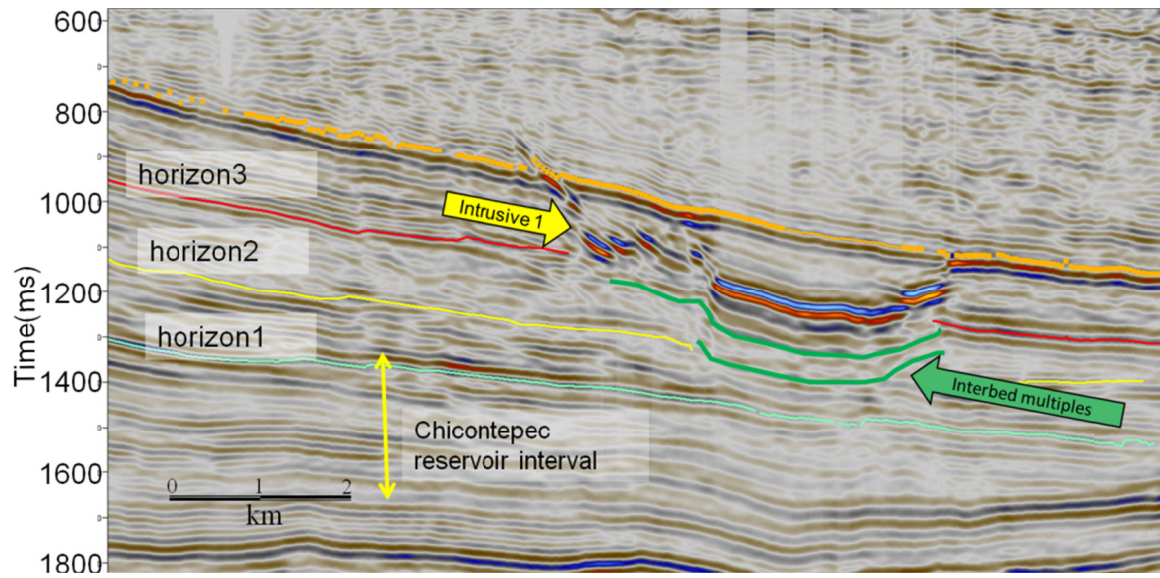 600
800
1000
1200
1400
1600
1800
Time(ms)
horizon3
Intrusive 1
horizon2
horizon1
Interbed multiples
Chicontepec
reservoir interval
0 1 2
km